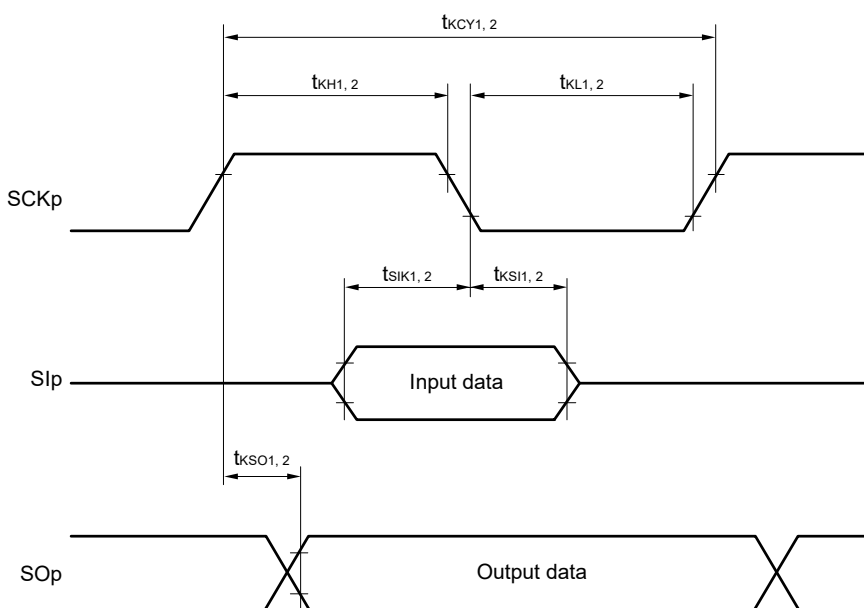 tKCY1, 2
tKH1, 2
tKL1, 2
SCKp
tSIK1, 2
tKSI1, 2
SIp
Input data
tKSO1, 2
SOp
Output data